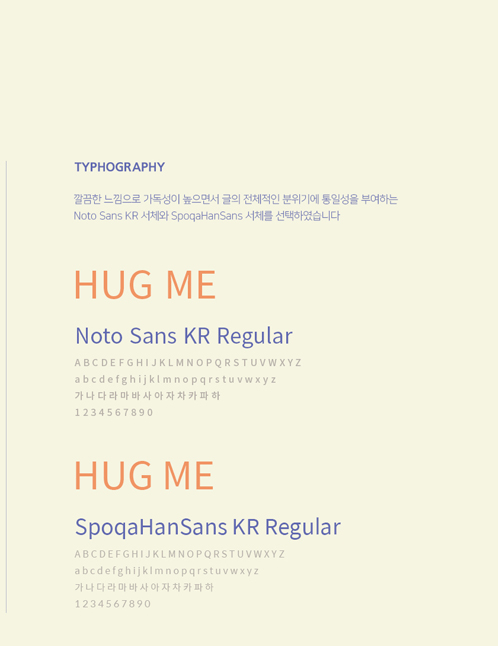 TYPHOGRAPHY
깔끔한 느낌으로 가독성이 높으면서 글의 전체적인 분위기에 통일성을 부여하는
Noto Sans KR 서체와 SpoqaHanSans 서체를 선택하였습니다
HUG ME
Noto Sans KR Regular
A B C D E F G H I J K L M N O P Q R S T U V W X Y Z
a b c d e f g h i j k l m n o p q r s t u v w x y z
가 나 다 라 마 바 사 아 자 차 카 파 하
1 2 3 4 5 6 7 8 9 0
HUG ME
SpoqaHanSans KR Regular
A B C D E F G H I J K L M N O P Q R S T U V W X Y Z
a b c d e f g h i j k l m n o p q r s t u v w x y z
가 나 다 라 마 바 사 아 자 차 카 파 하
1 2 3 4 5 6 7 8 9 0